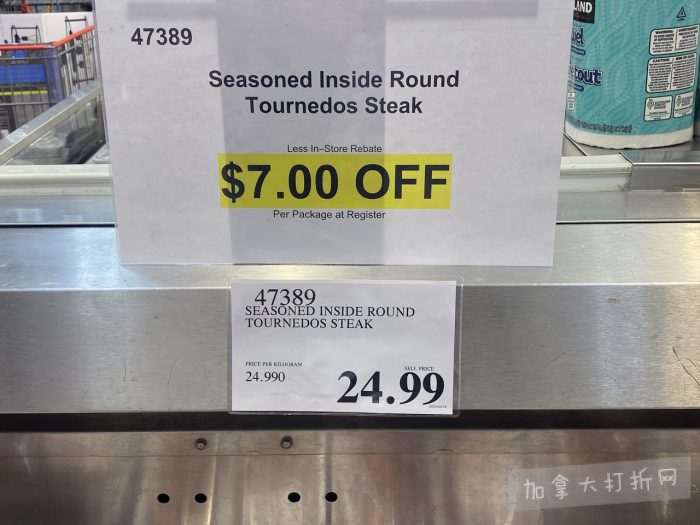 47389
Seasoned Inside Round
Tournedos Steak
Less In–Store Rebate
$7.00 OFF
Per Package at Register
47389
SEASONED INSIDE ROUND
TOURNEDOS STEAK
PRICE PER KILOGRAM
24.990
SELL PRICE
24.99
加拿大打折网